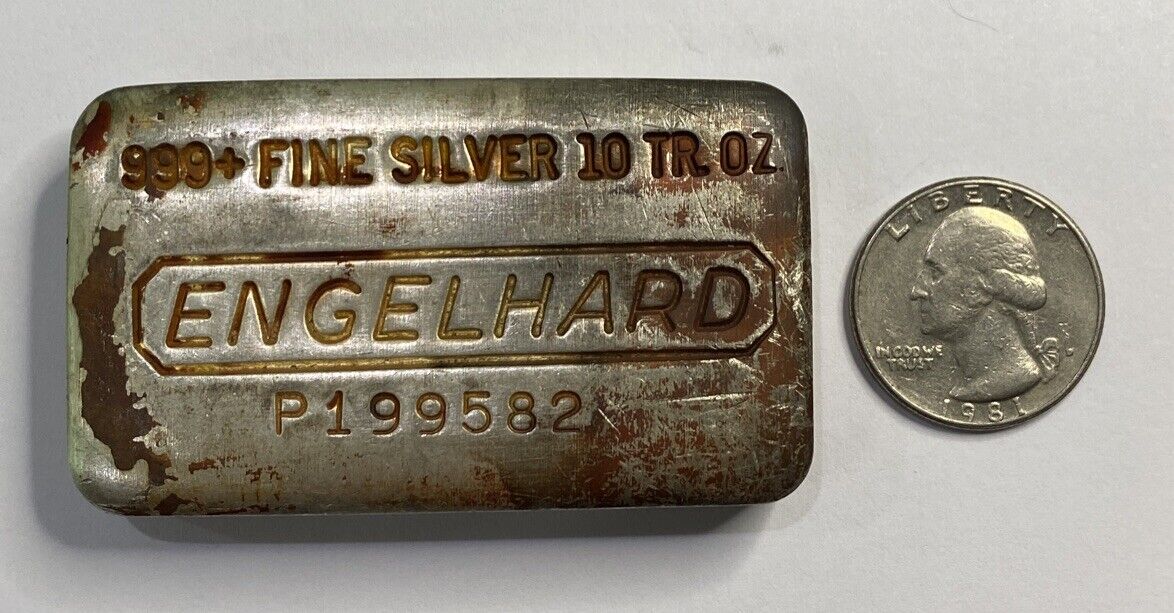 999+ FINE SILVER 10 TR. OZ.
ENGELHARD
P199582
LIBERTY
IN GOD WE
TRUST
D
1981